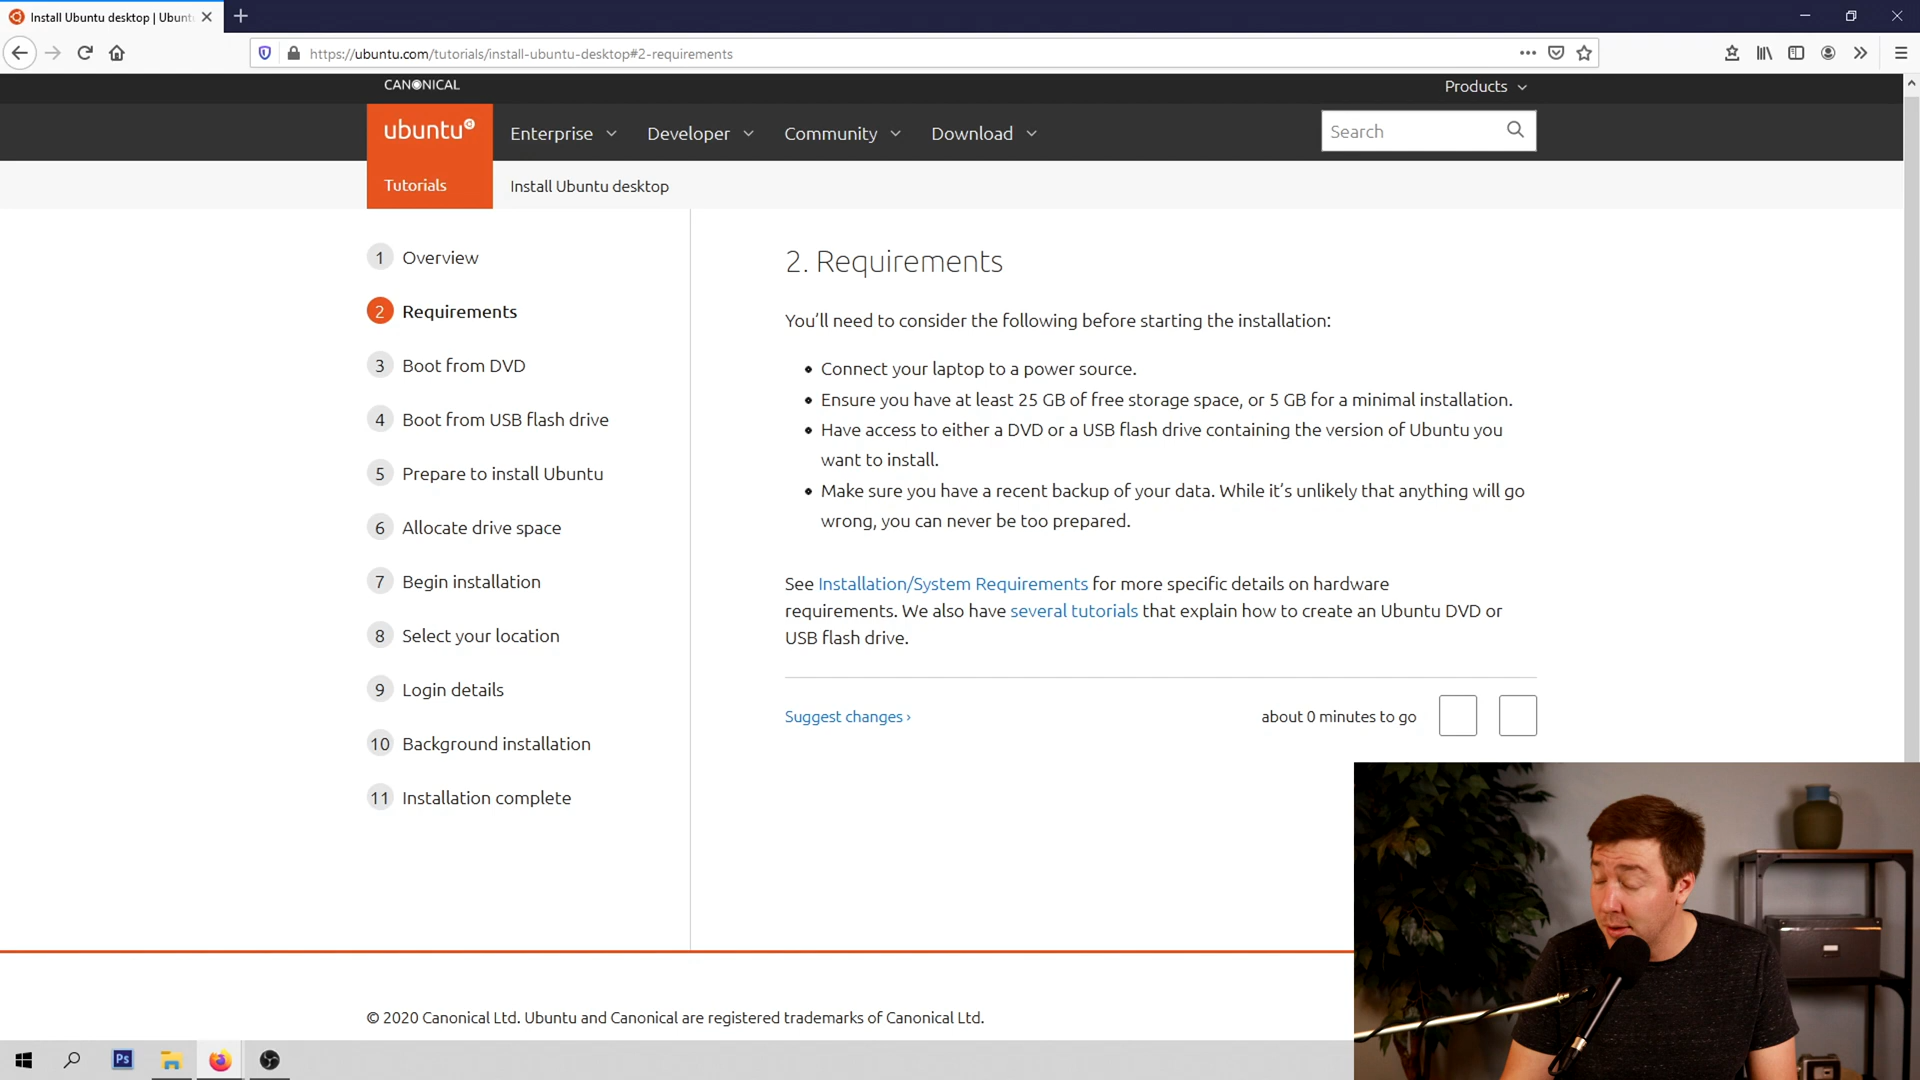 Install Ubuntu desktop | Ubunt
https://ubuntu.com/tutorials/install-ubuntu-desktop#2-requirements
CANONICAL
Products
ubuntu
Enterprise
Developer
Community
Download
Search
Tutorials
Install Ubuntu desktop
1 Overview
2 Requirements
3 Boot from DVD
4 Boot from USB flash drive
5 Prepare to install Ubuntu
6 Allocate drive space
7 Begin installation
8 Select your location
9 Login details
10 Background installation
11 Installation complete
2. Requirements
You’ll need to consider the following before starting the installation:
• Connect your laptop to a power source.
• Ensure you have at least 25 GB of free storage space, or 5 GB for a minimal installation.
• Have access to either a DVD or a USB flash drive containing the version of Ubuntu you
want to install.
• Make sure you have a recent backup of your data. While it’s unlikely that anything will go
wrong, you can never be too prepared.
See Installation/System Requirements for more specific details on hardware
requirements. We also have several tutorials that explain how to create an Ubuntu DVD or
USB flash drive.
Suggest changes ›
about 0 minutes to go
© 2020 Canonical Ltd. Ubuntu and Canonical are registered trademarks of Canonical Ltd.
Ps